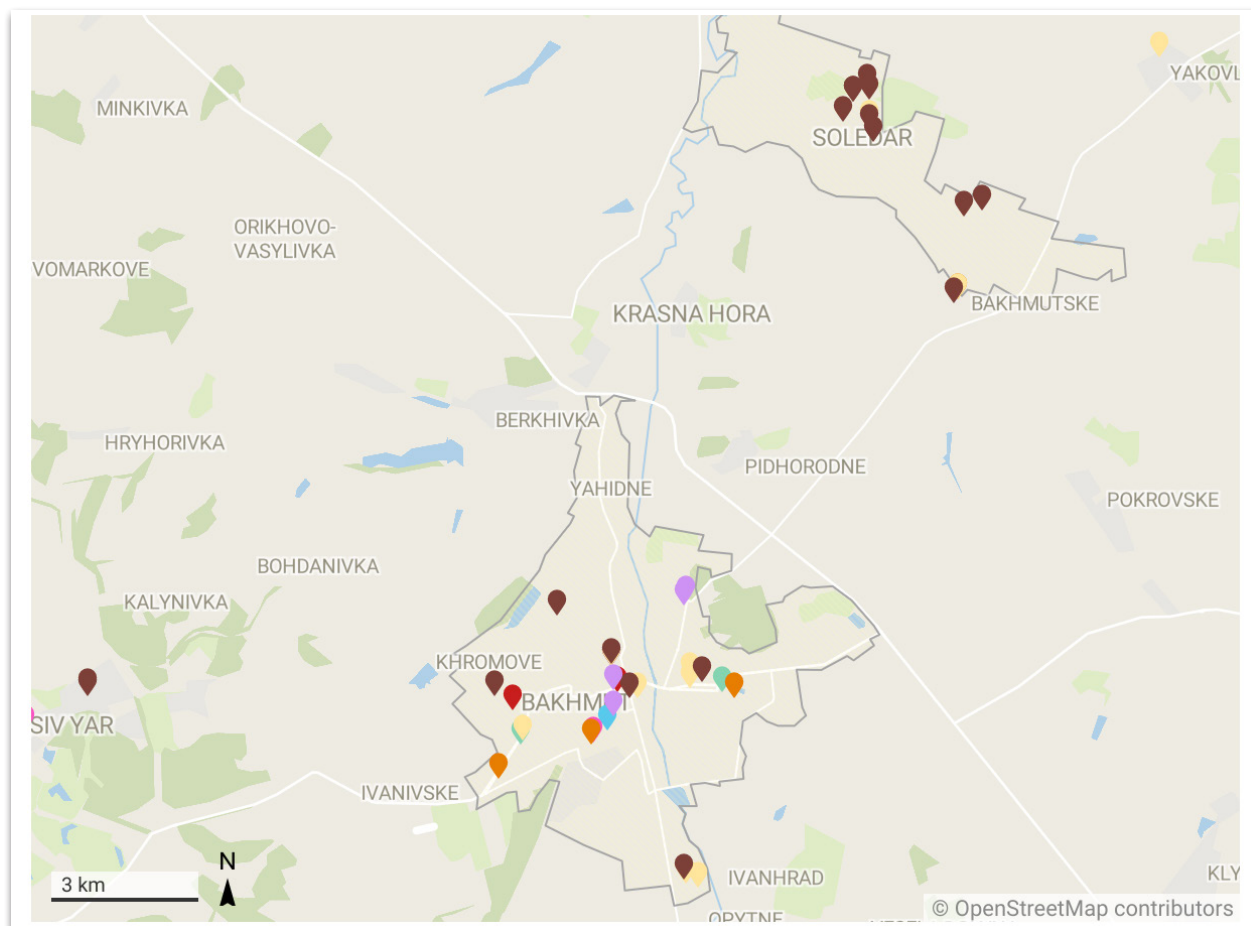 YAKOVL
MINKIVKA
SOLEDAR
ORIKHOVO-
VASYLIVKA
VOMARKOVE
BAKHMUTSKE
KRASNA HORA
BERKHIVKA
HRYHORIVKA
PIDHORODNE
YAHIDNE
POKROVSKE
BOHDANIVKA
KALYNIVKA
KHROMOVE
BAKHMUT
SIV YAR
IVANIVSKE
N
3 km
IVANHRAD
KLY
OPYTNE
© OpenStreetMap contributors